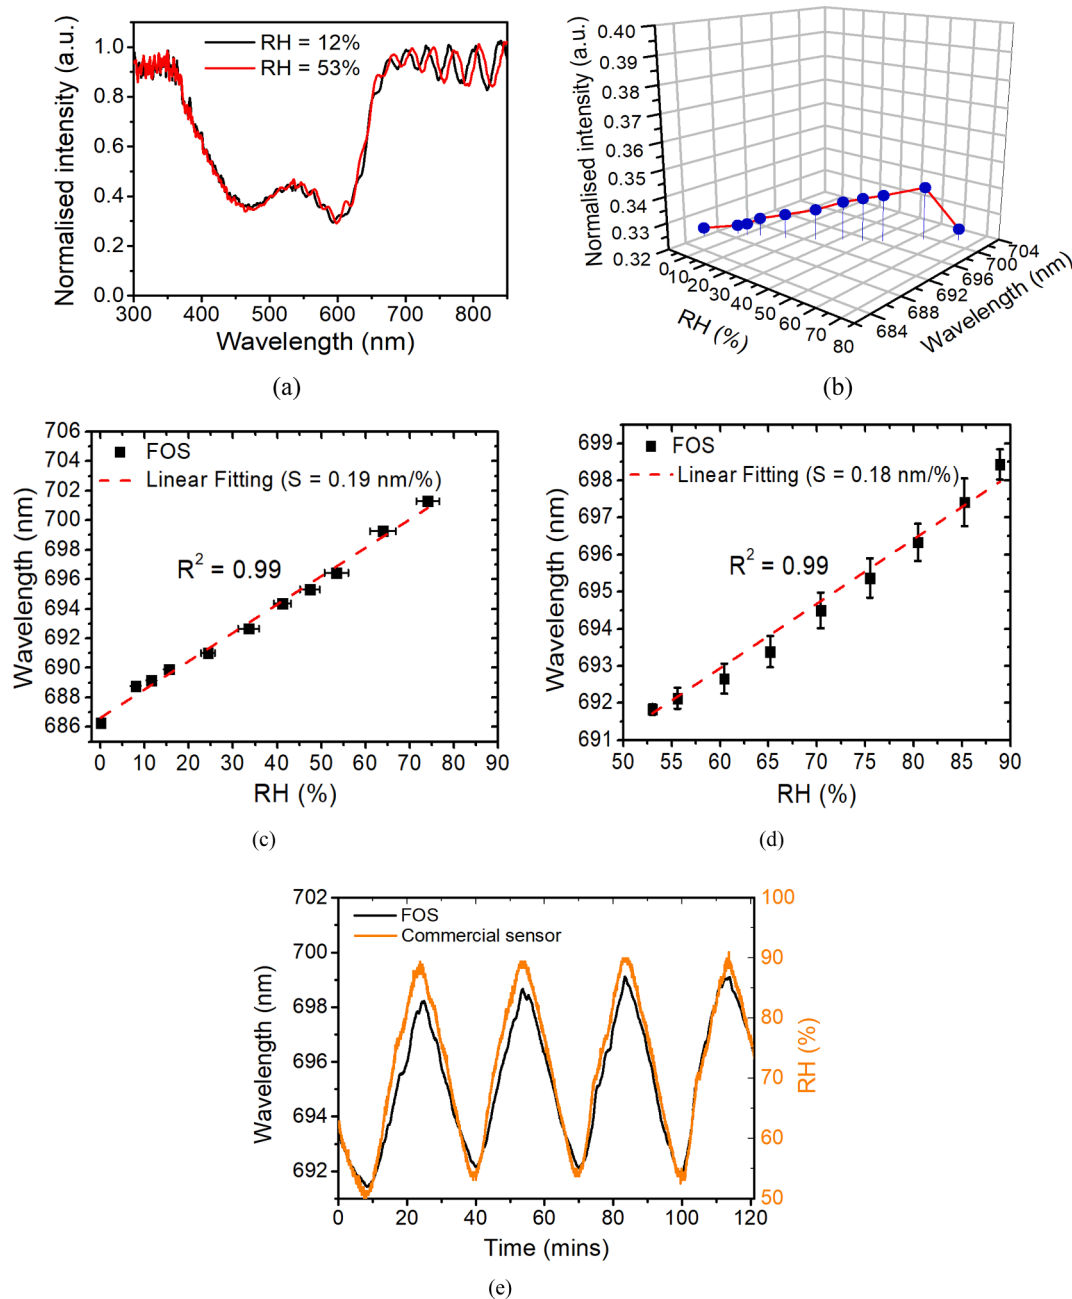 Normalised intensity (a.u.)
1.0
0.8
0.6
0.4
0.2
0.0
RH = 12%
RH = 53%
300 400 500 600 700 800
Wavelength (nm)
(a)
Normalised intensity (a.u.)
0.40
0.39
0.38
0.37
0.36
0.35
0.34
0.33
0.32
0 10 20 30 40 50 60 70 80
RH (%)
684 688 692 696 700 704
Wavelength (nm)
(b)
Wavelength (nm)
706
704
702
700
698
696
694
692
690
688
686
FOS
Linear Fitting (S = 0.19 nm/%)
R² = 0.99
0 10 20 30 40 50 60 70 80 90
RH (%)
(c)
Wavelength (nm)
699
698
697
696
695
694
693
692
691
FOS
Linear Fitting (S = 0.18 nm/%)
R² = 0.99
50 55 60 65 70 75 80 85 90
RH (%)
(d)
Wavelength (nm)
702
700
698
696
694
692
FOS
Commercial sensor
100
90
80
70
60
50
RH (%)
0 20 40 60 80 100 120
Time (mins)
(e)